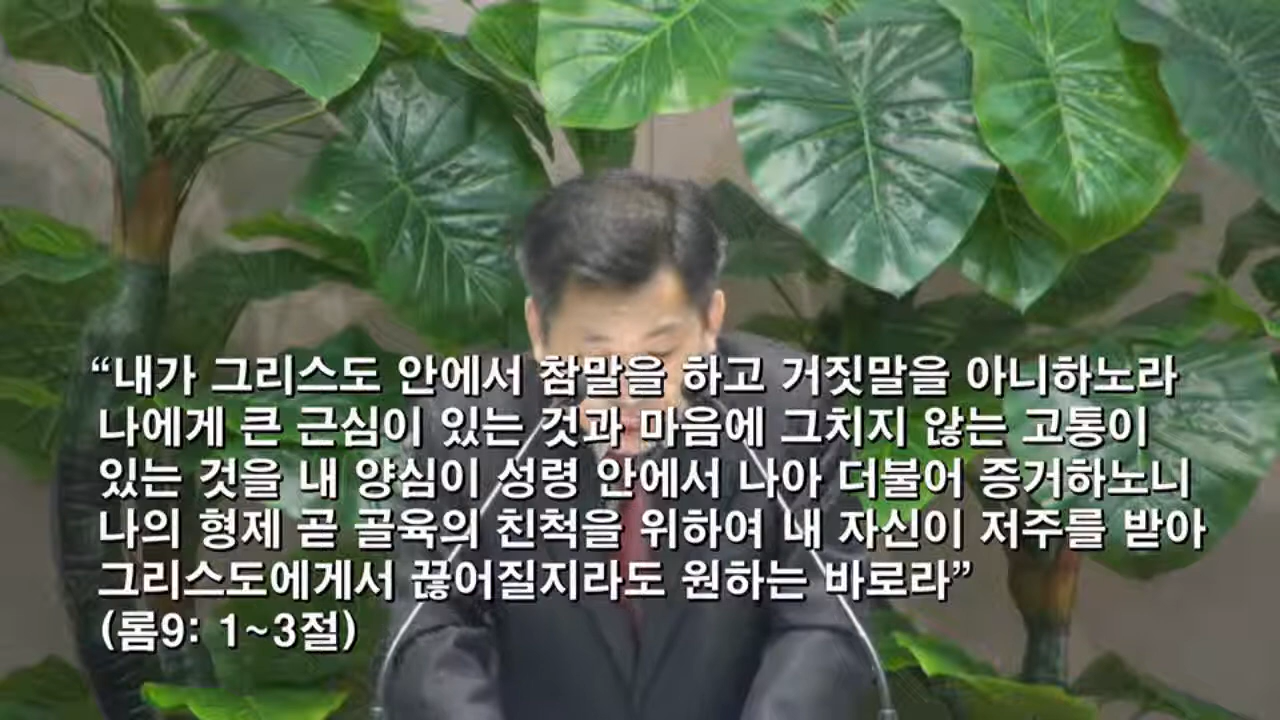 “내가 그리스도 안에서 참말을 하고 거짓말을 아니하노라
나에게 큰 근심이 있는 것과 마음에 그치지 않는 고통이
있는 것을 내 양심이 성령 안에서 나아 더불어 증거하노니
나의 형제 곧 골육의 친척을 위하여 내 자신이 저주를 받아
그리스도에게서 끊어질지라도 원하는 바로라”
(롬9: 1~3절)